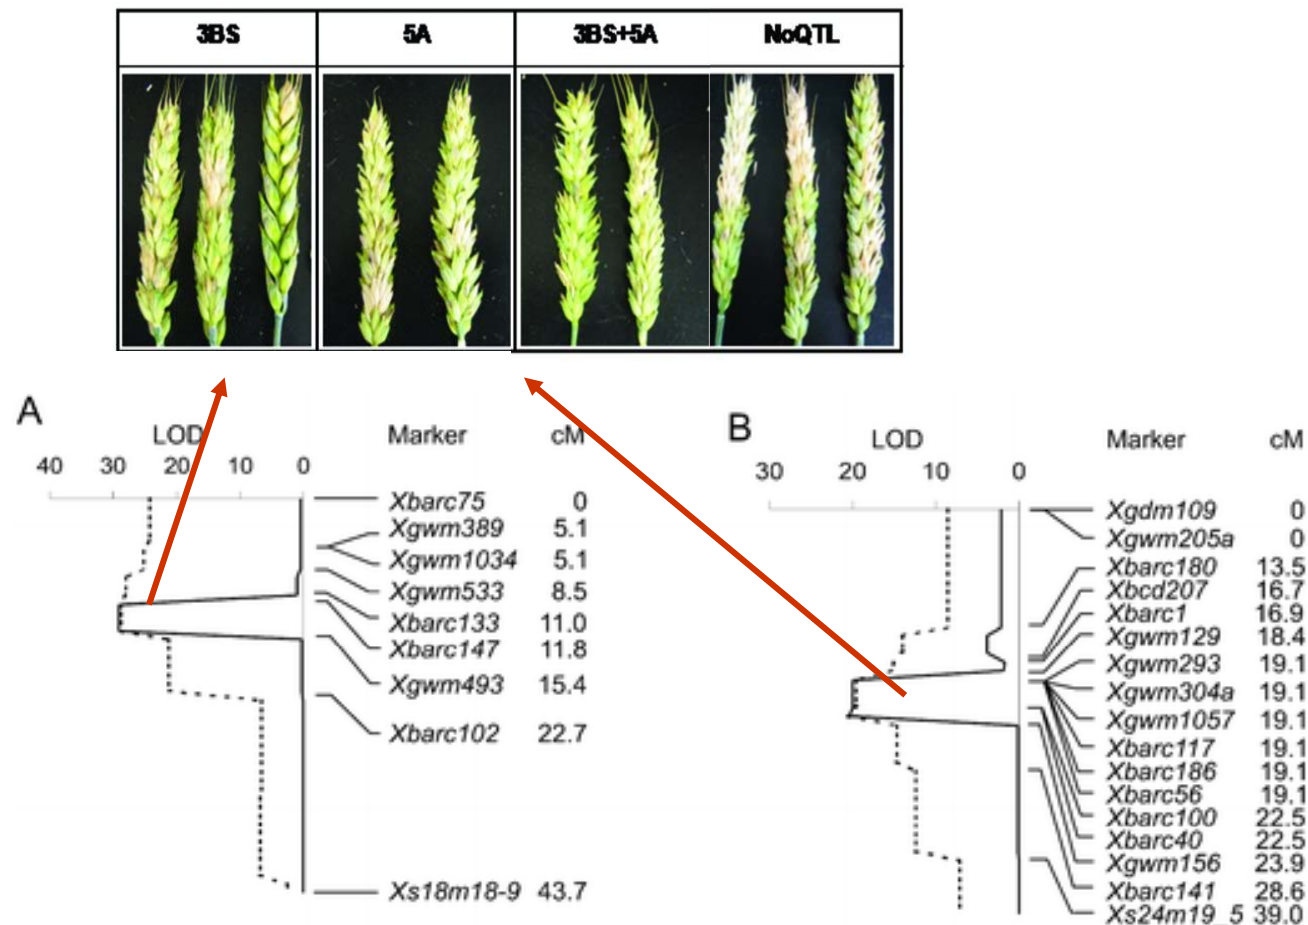 3BS 5A 3BS+5A NoQTL
A
LOD Marker cM
40 30 20 10 0
Xbarc75 0
Xgwm389 5.1
Xgwm1034 5.1
Xgwm533 8.5
Xbarc133 11.0
Xbarc147 11.8
Xgwm493 15.4
Xbarc102 22.7
Xs18m18-9 43.7
B
LOD Marker cM
30 20 10 0
Xgdm109 0
Xgwm205a 0
Xbarc180 13.5
Xbcd207 16.7
Xbarc1 16.9
Xgwm129 18.4
Xgwm293 19.1
Xgwm304a 19.1
Xgwm1057 19.1
Xbarc117 19.1
Xbarc186 19.1
Xbarc56 19.1
Xbarc100 22.5
Xbarc40 22.5
Xgwm156 23.9
Xbarc141 28.6
Xs24m19_5 39.0